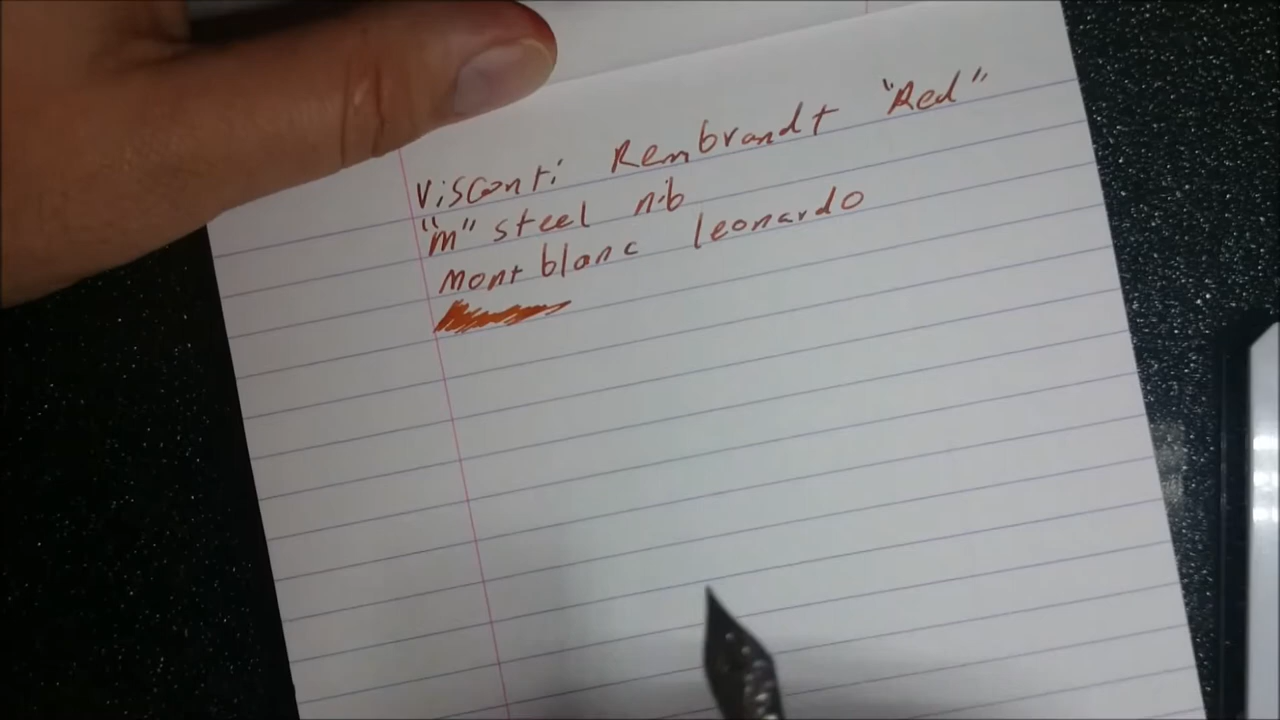 Visconti Rembrandt "Red"
"m" steel nib
mont blanc leonardo